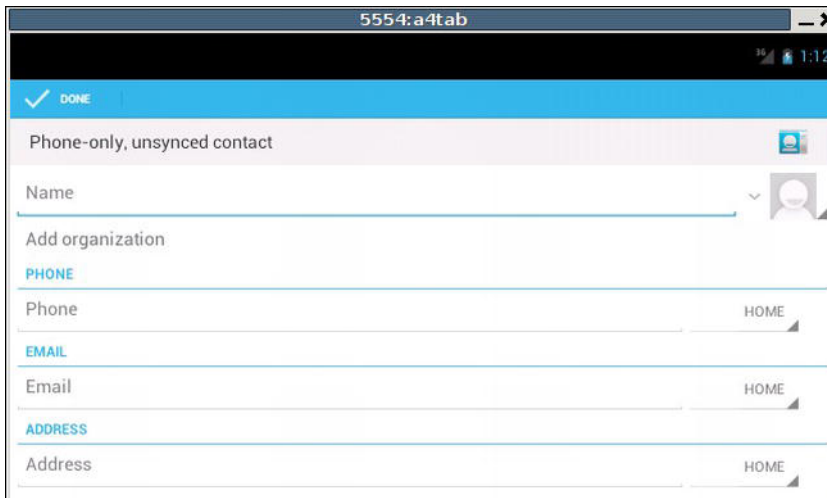 5554:a4tab
3G 1:12
DONE
Phone-only, unsynced contact
Name
Add organization
PHONE
Phone HOME
EMAIL
Email HOME
ADDRESS
Address HOME